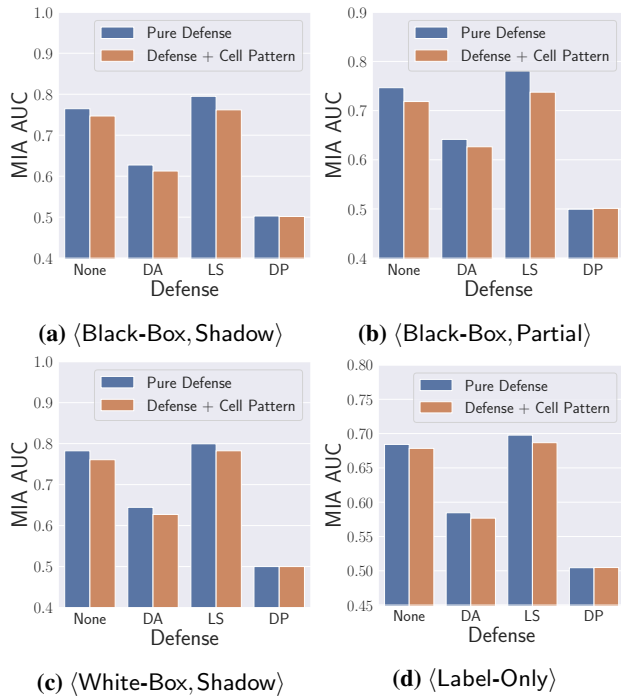 1.0
0.9
0.8
0.7
0.6
0.5
0.4
MIA AUC
Pure Defense
Defense + Cell Pattern
None DA LS DP
Defense
(a) ⟨Black-Box, Shadow⟩
0.9
0.8
0.7
0.6
0.5
0.4
MIA AUC
Pure Defense
Defense + Cell Pattern
None DA LS DP
Defense
(b) ⟨Black-Box, Partial⟩
1.0
0.9
0.8
0.7
0.6
0.5
0.4
MIA AUC
Pure Defense
Defense + Cell Pattern
None DA LS DP
Defense
(c) ⟨White-Box, Shadow⟩
0.80
0.75
0.70
0.65
0.60
0.55
0.50
0.45
MIA AUC
Pure Defense
Defense + Cell Pattern
None DA LS DP
Defense
(d) ⟨Label-Only⟩